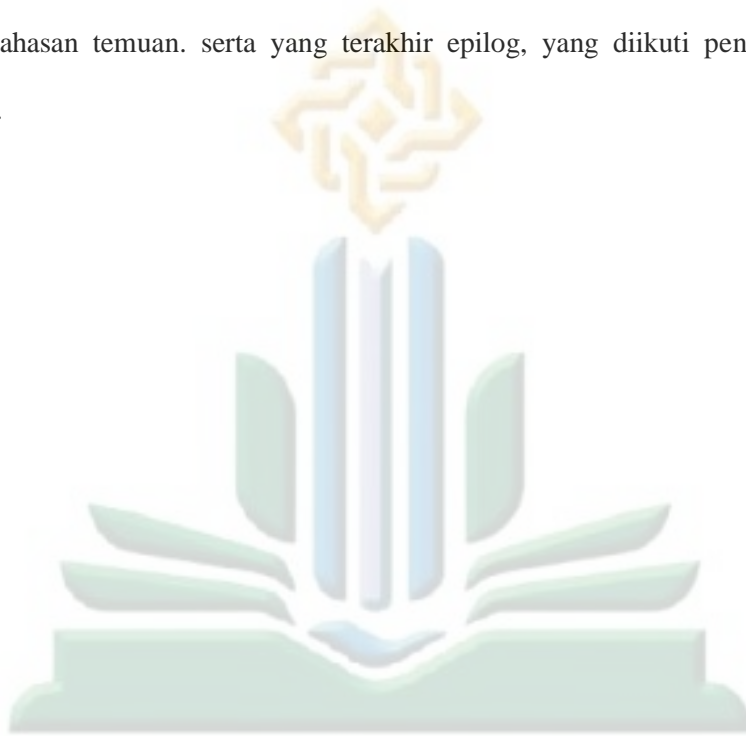 ahasan temuan. serta yang terakhir epilog, yang diikuti pen
.